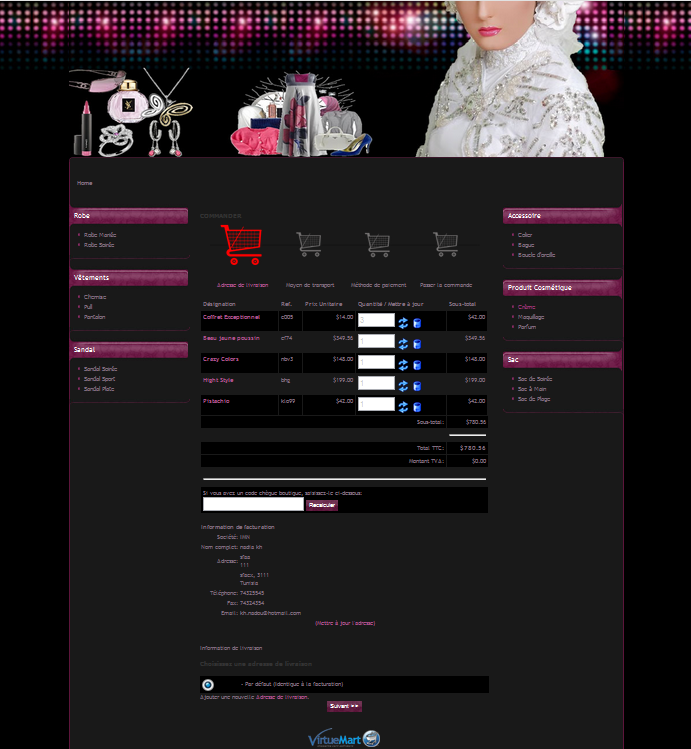 Home
Robe
Robe Mariée
Robe Soirée
Vêtements
Chemise
Pull
Pantalon
Sandal
Sandal Soirée
Sandal Sport
Sandal Plate
COMMANDER
Adresse de livraison Moyen de transport Méthode de paiement Passer la commande
Désignation Ref. Prix Unitaire Quantité / Mettre à jour Sous-total
Coffret Exceptionnel c005 $14.00 $42.00
Beau jaune poussin cf74 $349.56 $349.56
Crazy Colors nbv3 $148.00 $148.00
Hight Style bhg $199.00 $199.00
Pistachio kio99 $42.00 $42.00
Sous-total: $780.56
Total TTC: $780.56
Montant TVA: $0.00
Si vous avez un code chèque boutique, saisissez-le ci-dessous:
Recalculer
Information de facturation
Société:
Nom complet: nadia kh
Adresse: sfax
111
sfacx, 3111
Tunisia
Téléphone: 74325545
Fax: 74324354
Email: kh.nadou@hotmail.com
(Mettre à jour l'adresse)
Information de livraison
Choisissez une adresse de livraison
- Par défaut (identique à la facturation)
Ajouter une nouvelle Adresse de livraison.
Suivant >>
VirtueMart
Accessoire
Collier
Bague
Boucle d'oreille
Produit Cosmétique
Crème
Maquillage
Parfum
Sac
Sac de Soirée
Sac à Main
Sac de Plage